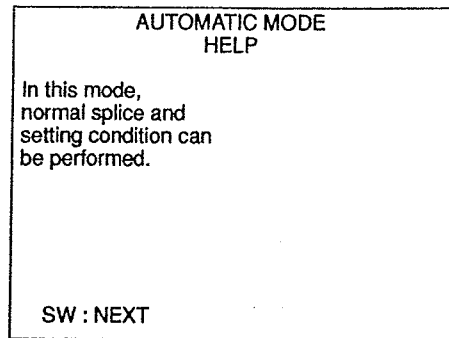 AUTOMATIC MODE
HELP
In this mode,
normal splice and
setting condition can
be performed.
SW : NEXT